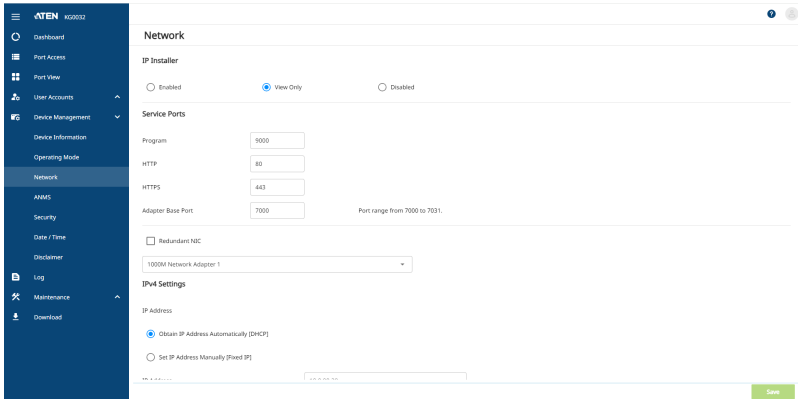 ATEN KG0032
Dashboard
Port Access
Port View
User Accounts
Device Management
Device Information
Operating Mode
Network
ANMS
Security
Date / Time
Disclaimer
Log
Maintenance
Download
?
Network
IP Installer
Enabled View Only Disabled
Service Ports
Program 9000
HTTP 80
HTTPS 443
Adapter Base Port 7000 Port range from 7000 to 7031.
Redundant NIC
1000M Network Adapter 1
IPv4 Settings
IP Address
Obtain IP Address Automatically [DHCP]
Set IP Address Manually [Fixed IP]
IP Address
Save